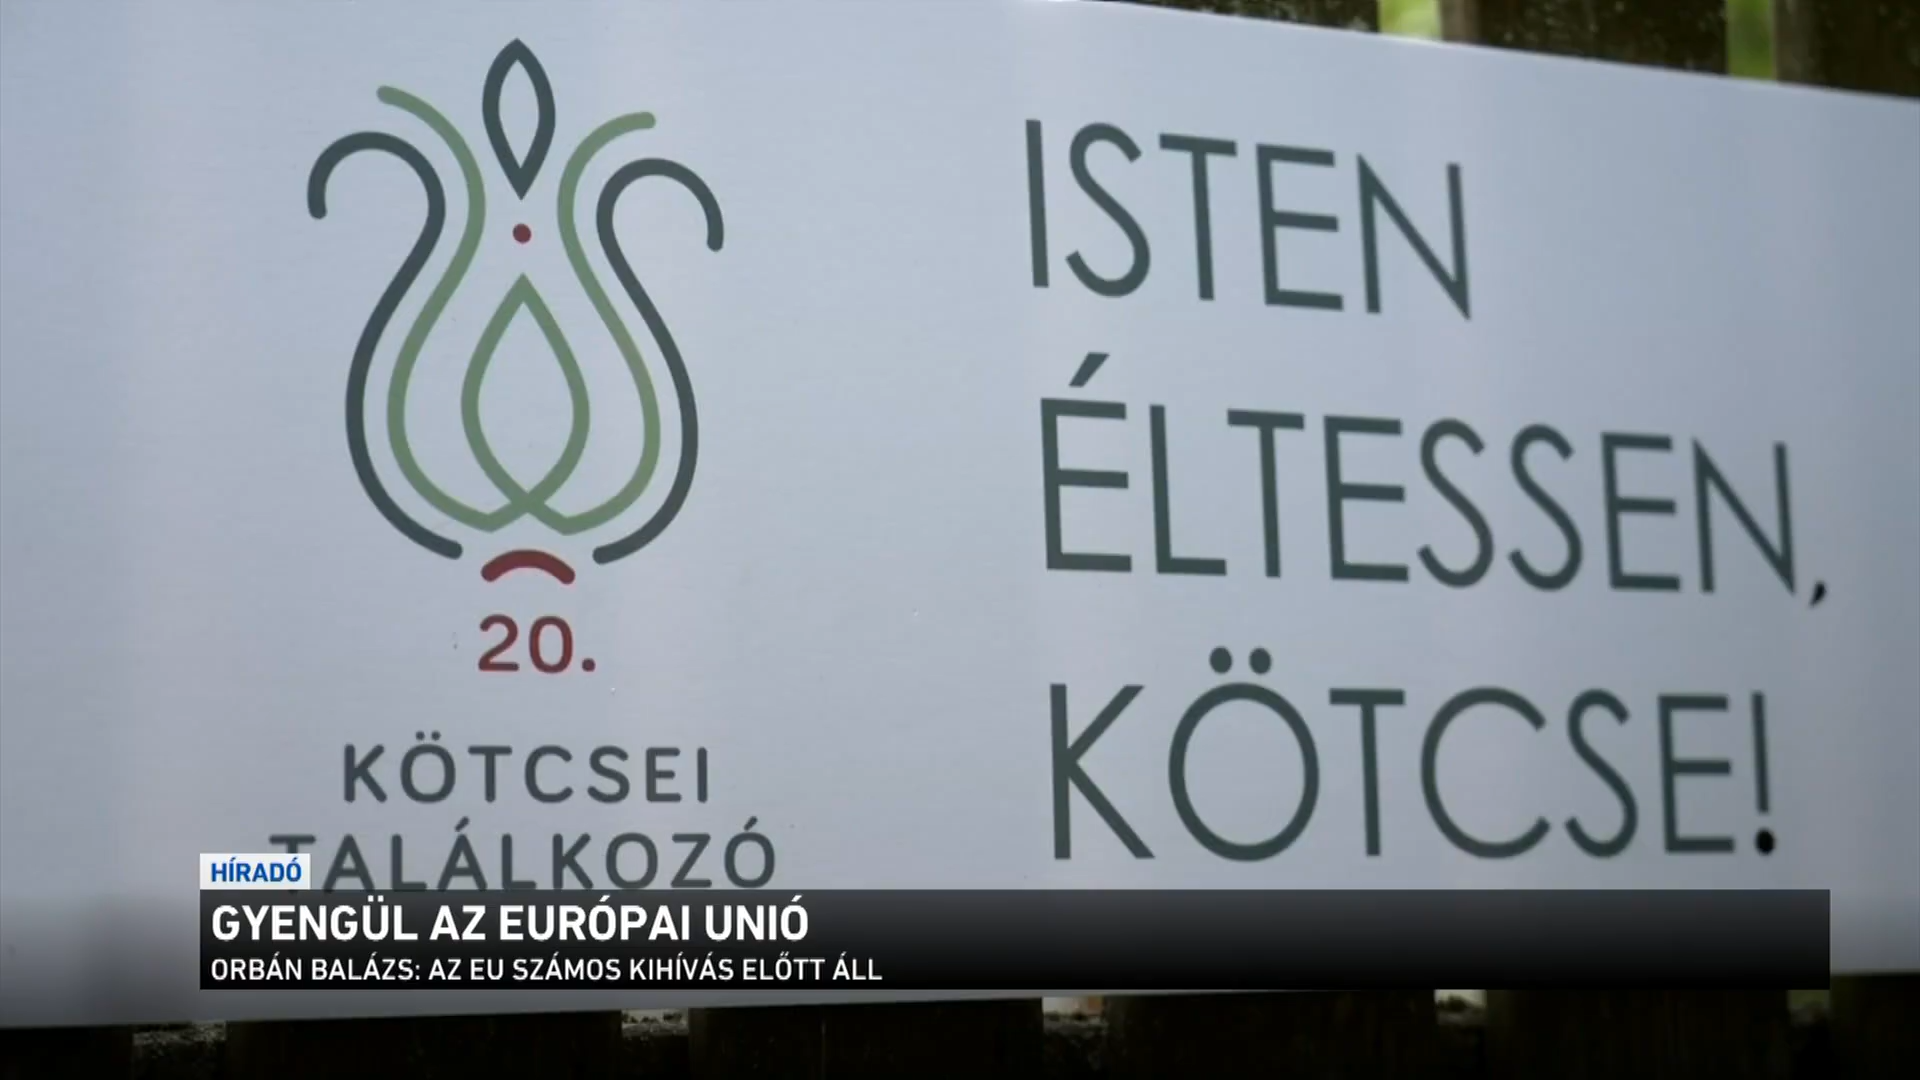 20.
KÖTCSEI
TALÁLKOZÓ
ISTEN
ÉLTESSEN,
KÖTCSE!
HÍRADÓ
GYENGÜL AZ EURÓPAI UNIÓ
ORBÁN BALÁZS: AZ EU SZÁMOS KIHÍVÁS ELŐTT ÁLL